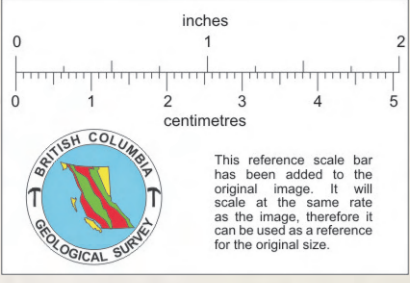 inches
0 1 2
0 1 2 3 4 5
centimetres
BRITISH COLUMBIA
GEOLOGICAL SURVEY
This reference scale bar
has been added to the
original image. It will
scale at the same rate
as the image, therefore it
can be used as a reference
for the original size.